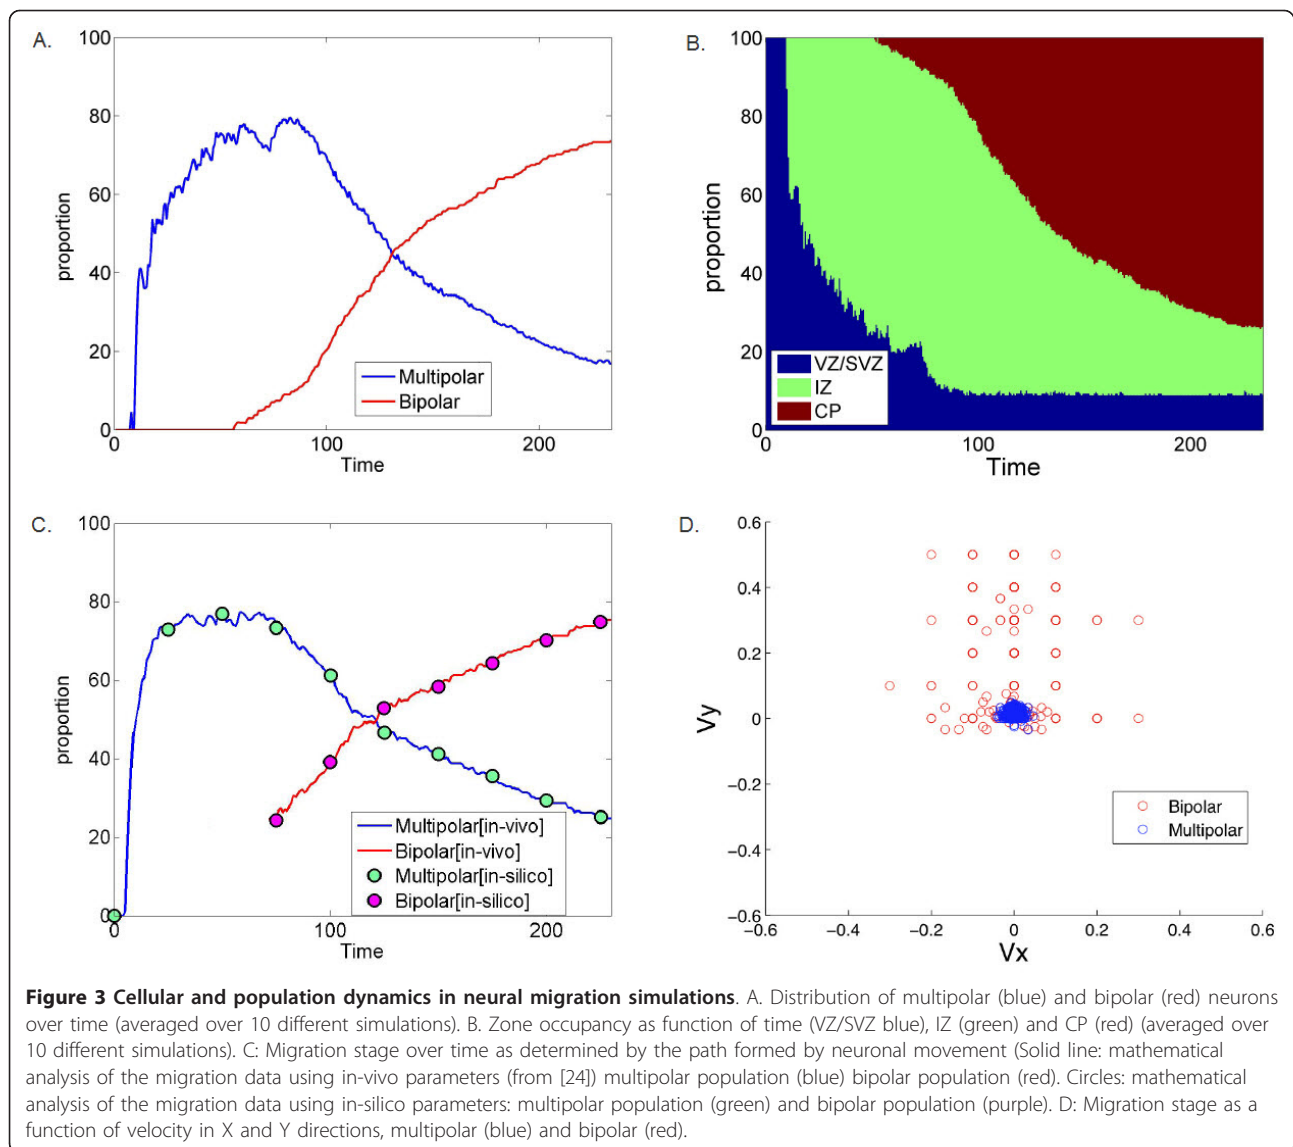 A.
100
80
60
40
20
0
proportion
0
100
200
Time
Multipolar
Bipolar
B.
100
80
60
40
20
0
proportion
0
100
200
Time
VZ/SVZ
IZ
CP
C.
100
80
60
40
20
0
proportion
0
100
200
Time
Multipolar[in-vivo]
Bipolar[in-vivo]
Multipolar[in-silico]
Bipolar[in-silico]
D.
0.6
0.4
0.2
0
−0.2
−0.4
−0.6
Vy
−0.6
−0.4
−0.2
0
0.2
0.4
0.6
Vx
Bipolar
Multipolar
Figure 3 Cellular and population dynamics in neural migration simulations. A. Distribution of multipolar (blue) and bipolar (red) neurons
over time (averaged over 10 different simulations). B. Zone occupancy as function of time (VZ/SVZ blue), IZ (green) and CP (red) (averaged over
10 different simulations). C: Migration stage over time as determined by the path formed by neuronal movement (Solid line: mathematical
analysis of the migration data using in-vivo parameters (from [24]) multipolar population (blue) bipolar population (red). Circles: mathematical
analysis of the migration data using in-silico parameters: multipolar population (green) and bipolar population (purple). D: Migration stage as a
function of velocity in X and Y directions, multipolar (blue) and bipolar (red).